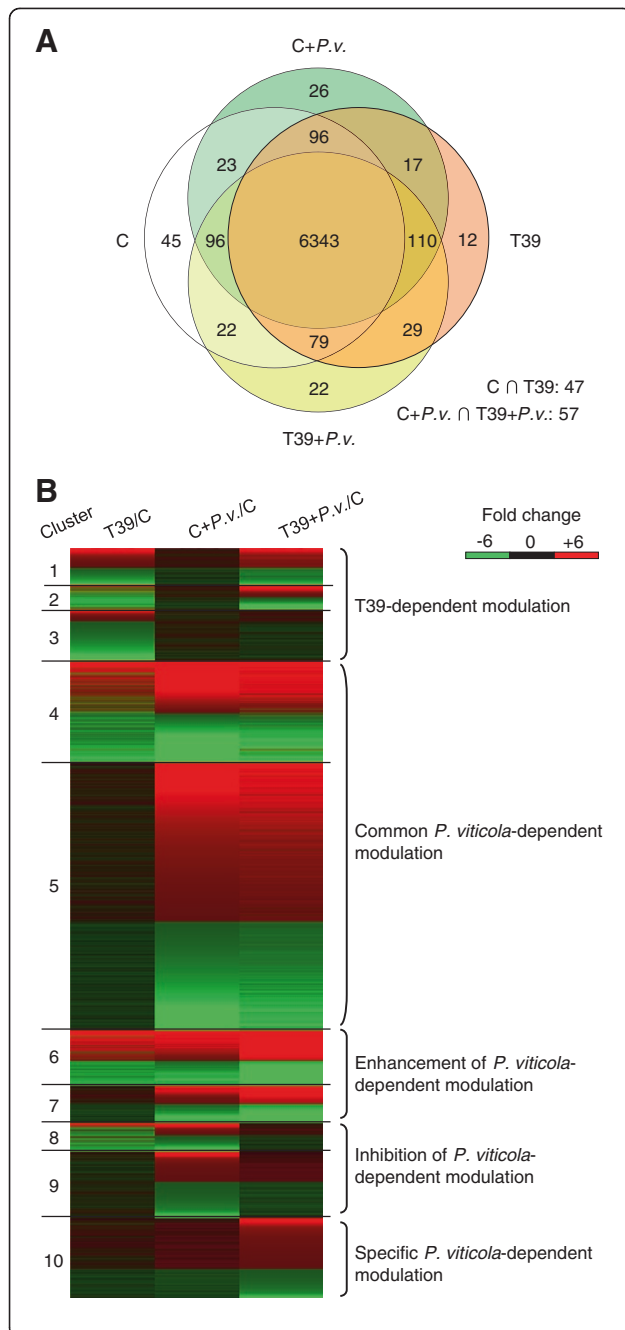 A
C+P.v.
26
96
23
17
C
45
96
6343
110
12
T39
22
79
29
22
C ∩ T39: 47
C+P.v. ∩ T39+P.v.: 57
T39+P.v.
B
Cluster
T39/C
C+P.v./C
T39+P.v./C
Fold change
-6 0 +6
1
2
3
T39-dependent modulation
4
5
Common P. viticola-dependent
modulation
6
7
Enhancement of P. viticola-
dependent modulation
8
9
Inhibition of P. viticola-
dependent modulation
10
Specific P. viticola-dependent
modulation